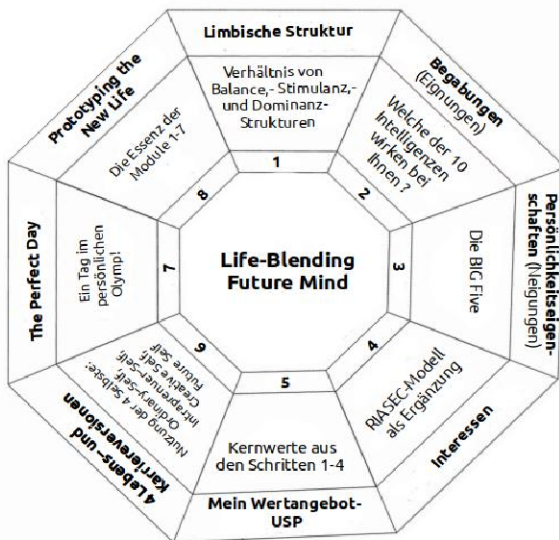 Life-Blending
Future Mind
1
Limbische Struktur
Verhältnis von
Balance,- Stimulanz,-
und Dominanz-
Strukturen
2
Begabungen
(Eignungen)
Welche der 10
Intelligenzen
wirken bei
Ihnen ?
3
Persönlichkeitseigen-
schaften (Neigungen)
Die BIG Five
4
Interessen
RIASEC-Modell
als Ergänzung
5
Kernwerte aus
den Schritten 1-4
Mein Wertangebot-
USP
6
4 Lebens- und
Karriereversionen
Nutzung der 4 Selbste:
Ordinary-Self,
Intraprenuer-Self,
Creative Self,
Future Self
7
The Perfect Day
Ein Tag im
persönlichen
Olymp!
8
Prototyping the
New Life
Die Essenz der
Module 1-7